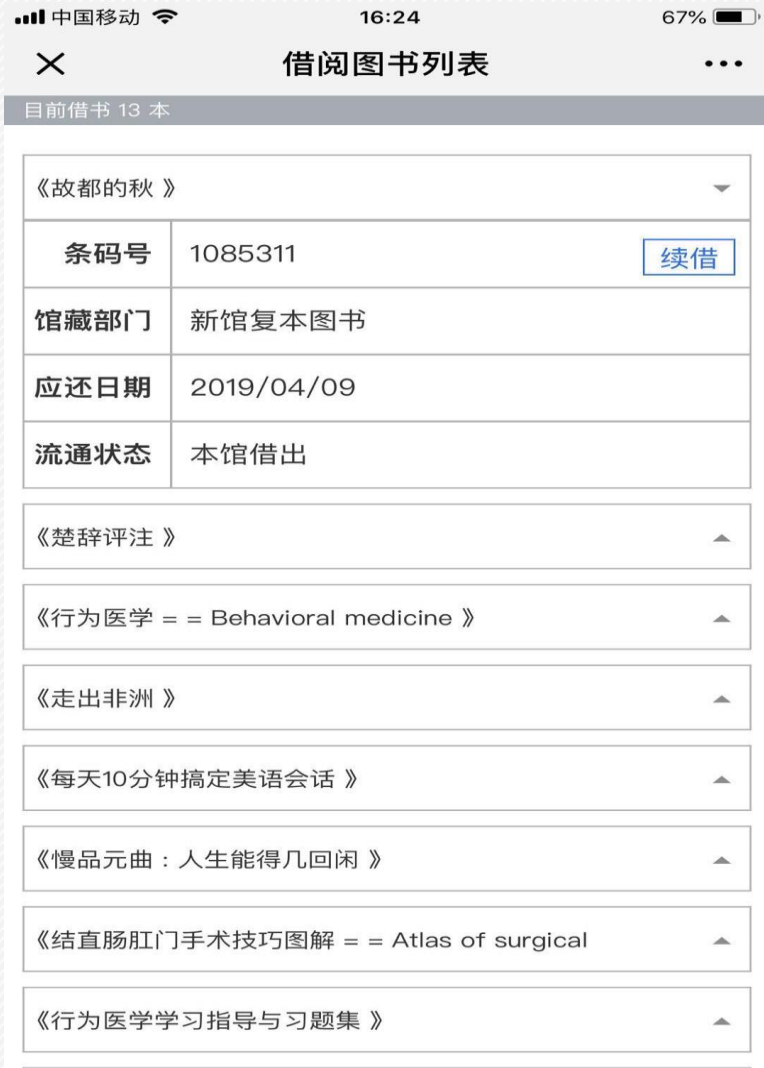 中国移动 16:24 67%
借阅图书列表
目前借书 13 本
《故都的秋 》
条码号 1085311 续借
馆藏部门 新馆复本图书
应还日期 2019/04/09
流通状态 本馆借出
《楚辞评注 》
《行为医学 = = Behavioral medicine 》
《走出非洲 》
《每天10分钟搞定美语会话 》
《慢品元曲 : 人生能得几回闲 》
《结直肠肛门手术技巧图解 = = Atlas of surgical
《行为医学学习指导与习题集 》